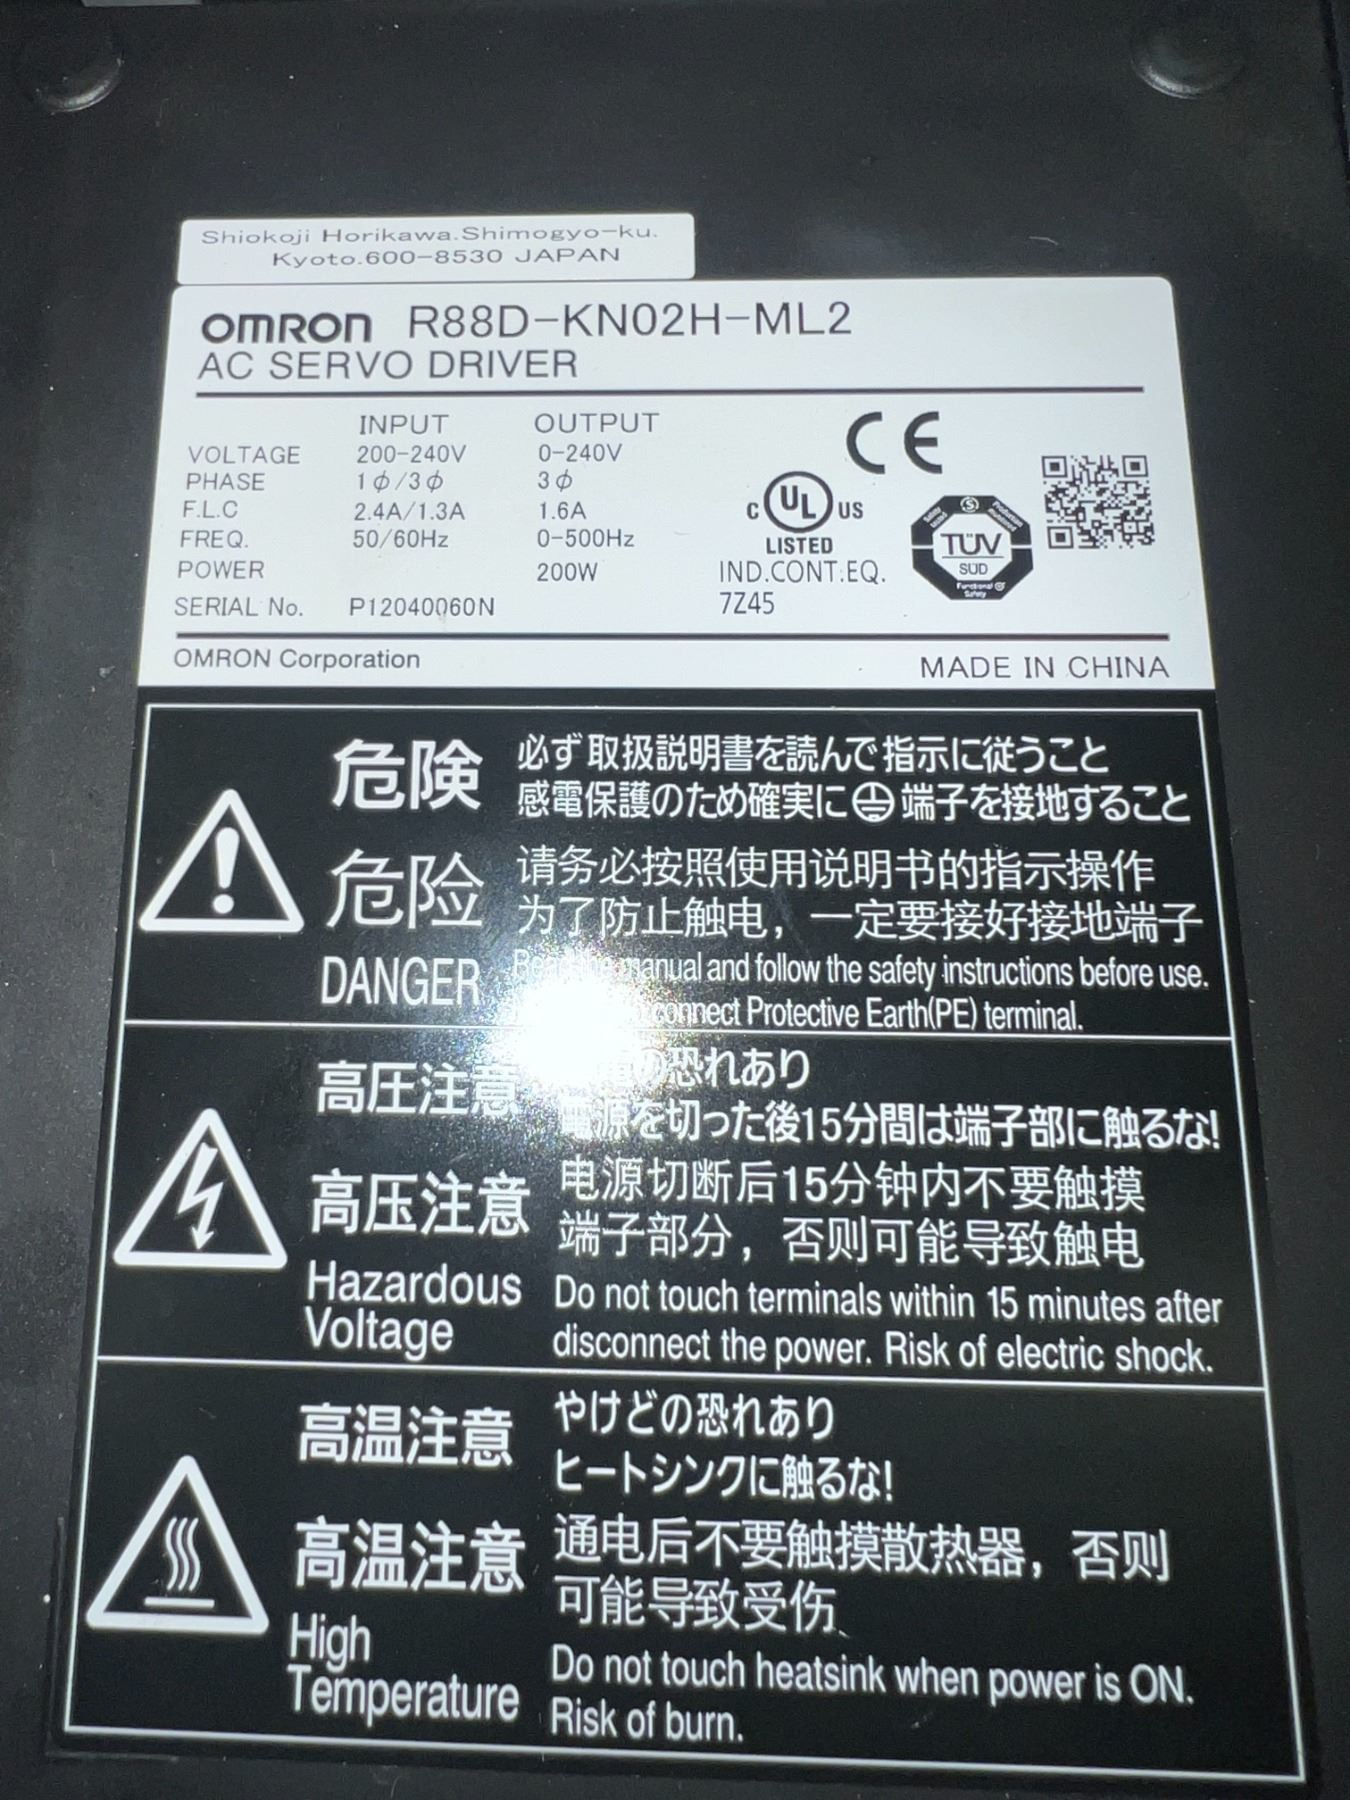 Shiokoji Horikawa.Shimogyo-ku.
Kyoto.600-8530 JAPAN
OMRON R88D-KN02H-ML2
AC SERVO DRIVER
INPUT OUTPUT
VOLTAGE 200-240V 0-240V
PHASE 1ϕ/3ϕ 3ϕ
F.L.C 2.4A/1.3A 1.6A
FREQ. 50/60Hz 0-500Hz
POWER 200W
SERIAL No. P12040060N
CE
C UL US
LISTED
IND.CONT.EQ.
7Z45
TÜV
SÜD
Functional
Safety
OMRON Corporation
MADE IN CHINA
危険
必ず取扱説明書を読んで指示に従うこと
感電保護のため確実に端子を接地すること
危险
请务必按照使用说明书的指示操作
为了防止触电，一定要接好接地端子
DANGER
manual and follow the safety instructions before use.
connect Protective Earth(PE) terminal.
高圧注意
の恐れあり
電源を切った後15分間は端子部に触るな!
高压注意
电源切断后15分钟内不要触摸
端子部分，否则可能导致触电
Hazardous
Voltage
Do not touch terminals within 15 minutes after
disconnect the power. Risk of electric shock.
高温注意
やけどの恐れあり
ヒートシンクに触るな!
高温注意
通电后不要触摸散热器，否则
可能导致受伤、
High
Temperature
Do not touch heatsink when power is ON.
Risk of burn.